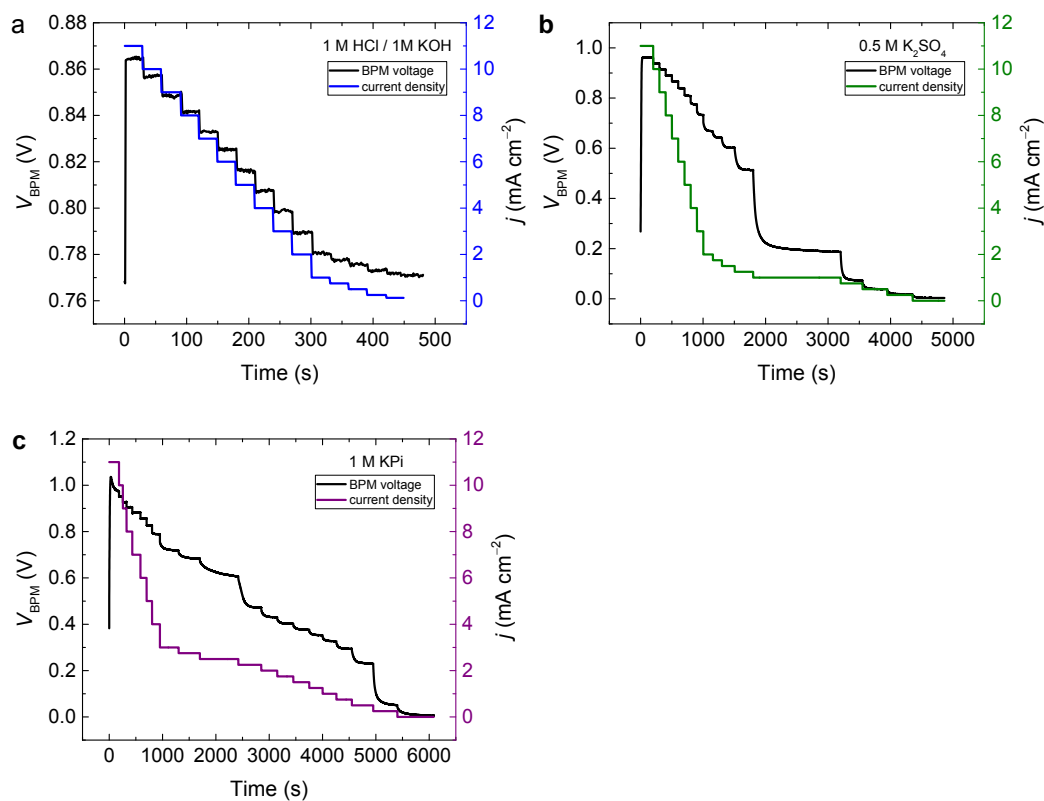 a
1 M HCl / 1M KOH
BPM voltage
current density
0.86
0.84
0.82
0.80
0.78
0.76
V_BPM (V)
12
10
8
6
4
2
0
j (mA cm⁻²)
0 100 200 300 400 500
Time (s)
b
0.5 M K₂SO₄
BPM voltage
current density
1.0
0.8
0.6
0.4
0.2
0.0
V_BPM (V)
12
10
8
6
4
2
0
j (mA cm⁻²)
0 1000 2000 3000 4000 5000
Time (s)
c
1 M KPi
BPM voltage
current density
1.2
1.0
0.8
0.6
0.4
0.2
0.0
V_BPM (V)
12
10
8
6
4
2
0
j (mA cm⁻²)
0 1000 2000 3000 4000 5000 6000
Time (s)